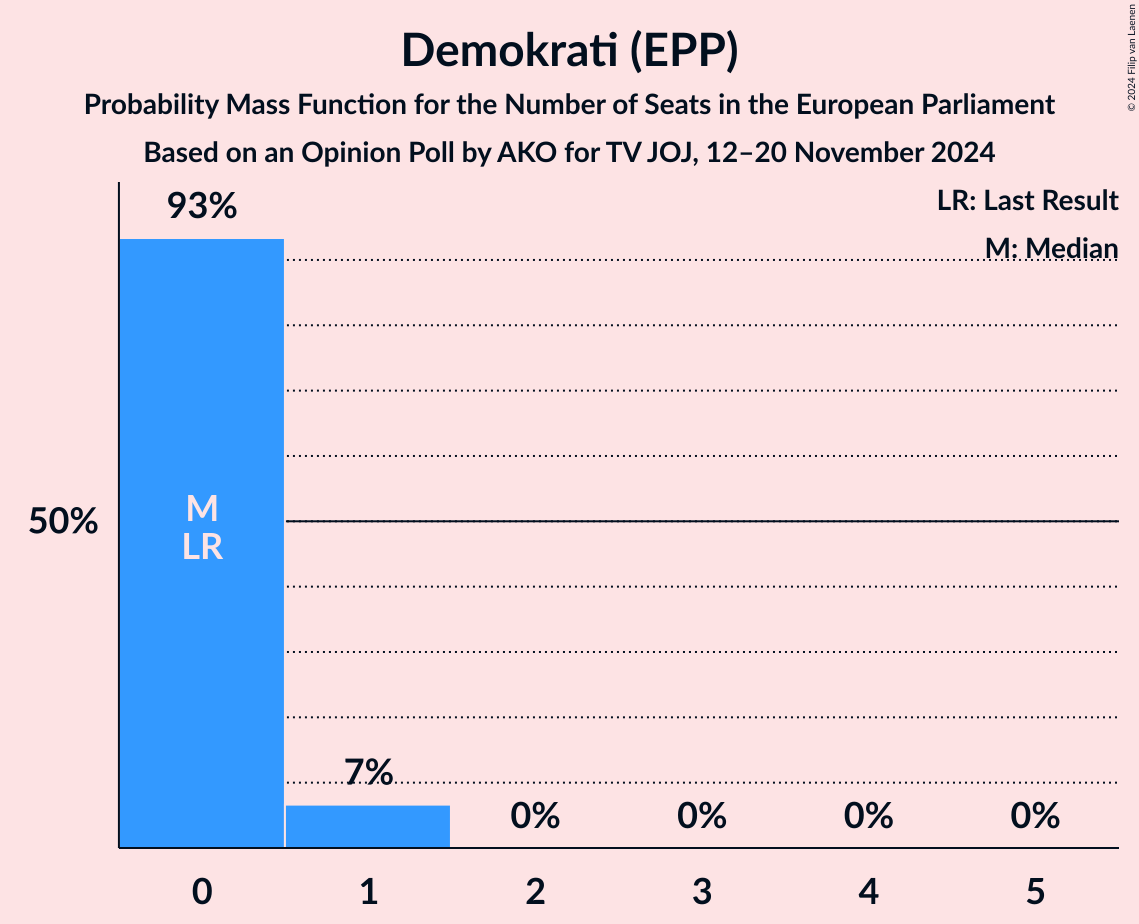 Demokrati (EPP)
Probability Mass Function for the Number of Seats in the European Parliament
Based on an Opinion Poll by AKO for TV JOJ, 12–20 November 2024
© 2024 Filip van Laenen
LR: Last Result
M: Median
93%
50%
M
LR
7%
0%
0%
0%
0%
0
1
2
3
4
5